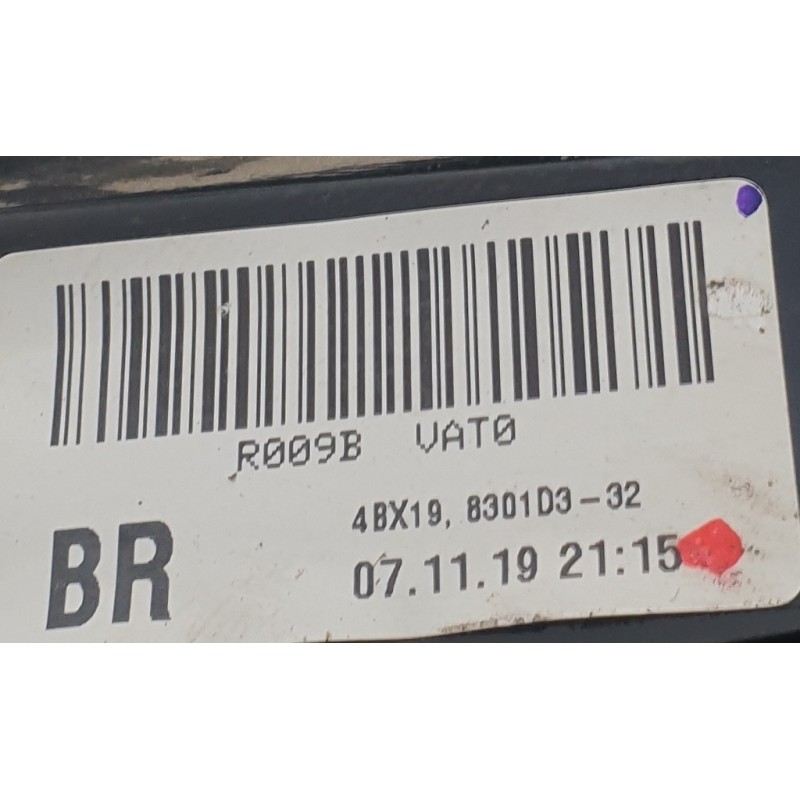 R009B VAT0
4BX19, 8301D3-32
BR
07.11.19 21:15